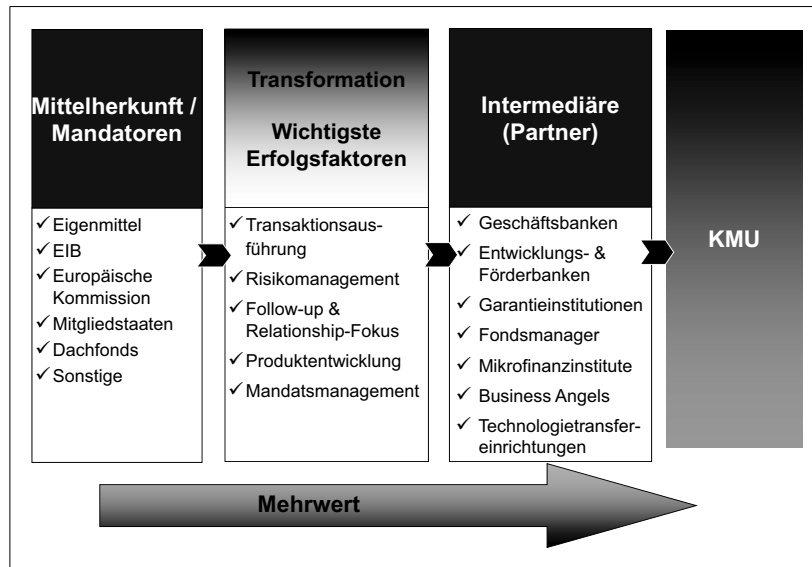 Mittelherkunft /
Mandatoren
✓ Eigenmittel
✓ EIB
✓ Europäische
Kommission
✓ Mitgliedstaaten
✓ Dachfonds
✓ Sonstige
Transformation
Wichtigste
Erfolgsfaktoren
✓ Transaktionsaus-
führung
✓ Risikomanagement
✓ Follow-up &
Relationship-Fokus
✓ Produktentwicklung
✓ Mandatsmanagement
Intermediäre
(Partner)
✓ Geschäftsbanken
✓ Entwicklungs- &
Förderbanken
✓ Garantieinstitutionen
✓ Fondsmanager
✓ Mikrofinanzinstitute
✓ Business Angels
✓ Technologietransfer-
einrichtungen
KMU
Mehrwert